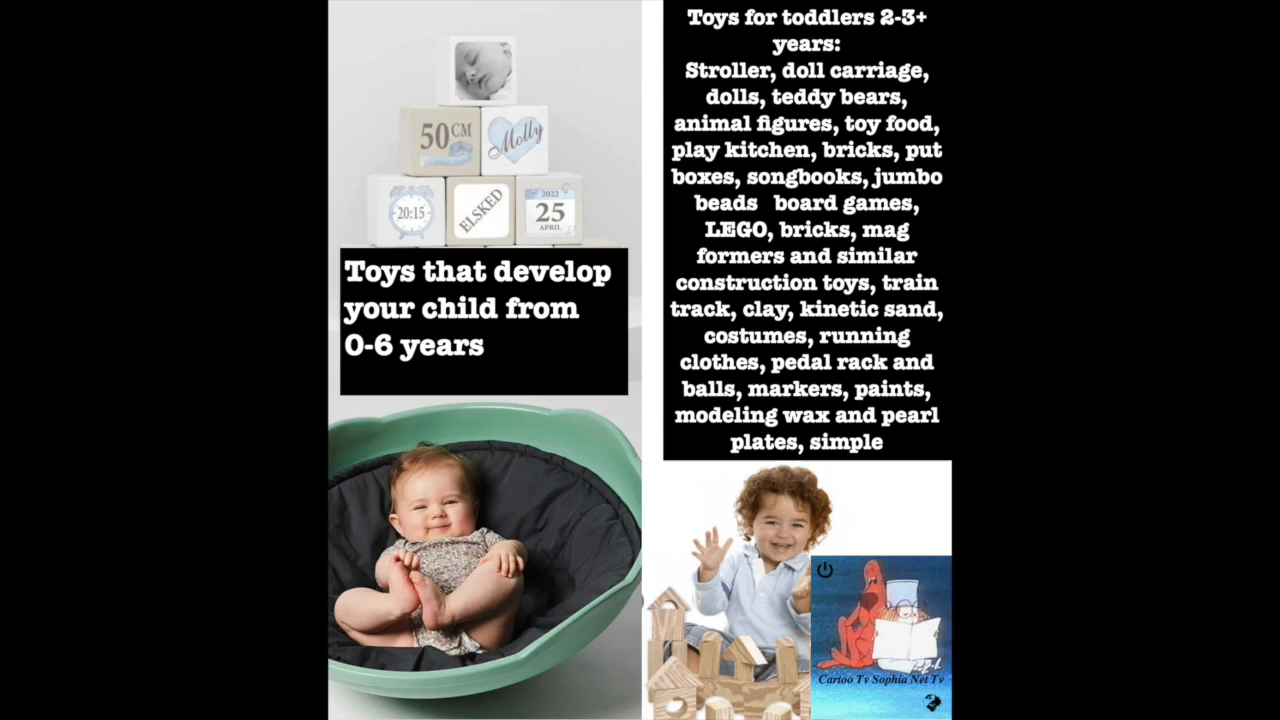 50CM
Molly
20:15
ELSKED
2022
25
APRIL
Toys that develop
your child from
0-6 years
Toys for toddlers 2-3+
years:
Stroller, doll carriage,
dolls, teddy bears,
animal figures, toy food,
play kitchen, bricks, put
boxes, songbooks, jumbo
beads board games,
LEGO, bricks, mag
formers and similar
construction toys, train
track, clay, kinetic sand,
costumes, running
clothes, pedal rack and
balls, markers, paints,
modeling wax and pearl
plates, simple
Cartoo Tv Sophia Net Tv